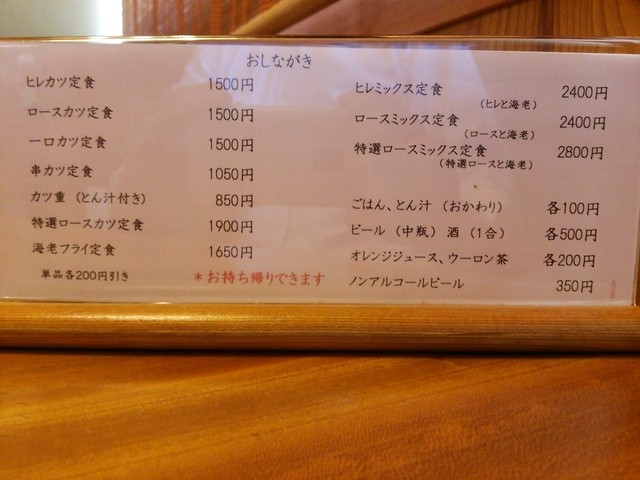 おしながき
ヒレカツ定食 1500円
ロースカツ定食 1500円
一口カツ定食 1500円
串カツ定食 1050円
カツ重（とん汁付き） 850円
特選ロースカツ定食 1900円
海老フライ定食 1650円
単品各200円引き
＊お持ち帰りできます
ヒレミックス定食 2400円
（ヒレと海老）
ロースミックス定食 2400円
（ロースと海老）
特選ロースミックス定食 2800円
（特選ロースと海老）
ごはん、とん汁（おかわり） 各100円
ビール（中瓶）酒（1合） 各500円
オレンジジュース、ウーロン茶 各200円
ノンアルコールビール 350円